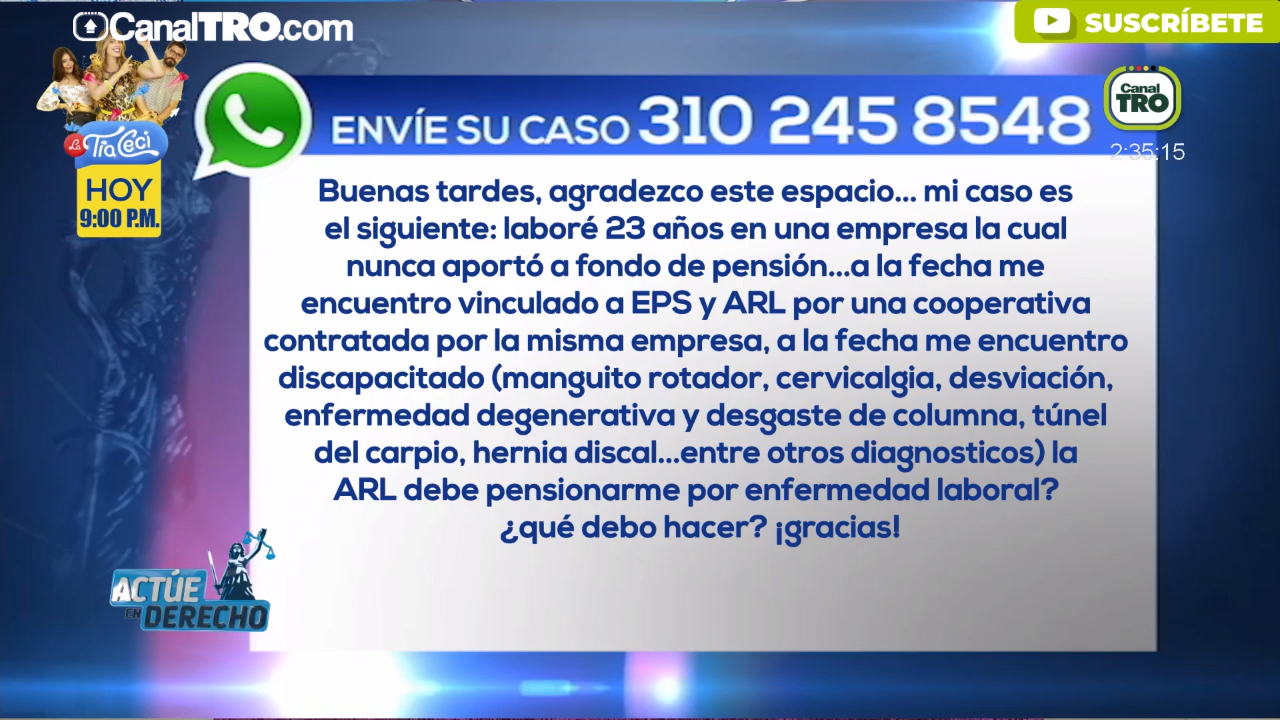 CanalTRO.com
SUSCRÍBETE
ENVÍE SU CASO 310 245 8548
Canal
TRO
2:35:15
La
Tía Ceci
HOY
9:00 P.M.
Buenas tardes, agradezco este espacio... mi caso es
el siguiente: laboré 23 años en una empresa la cual
nunca aportó a fondo de pensión...a la fecha me
encuentro vinculado a EPS y ARL por una cooperativa
contratada por la misma empresa, a la fecha me encuentro
discapacitado (manguito rotador, cervicalgia, desviación,
enfermedad degenerativa y desgaste de columna, túnel
del carpio, hernia discal...entre otros diagnosticos) la
ARL debe pensionarme por enfermedad laboral?
¿qué debo hacer? ¡gracias!
ACTÚE
EN DERECHO